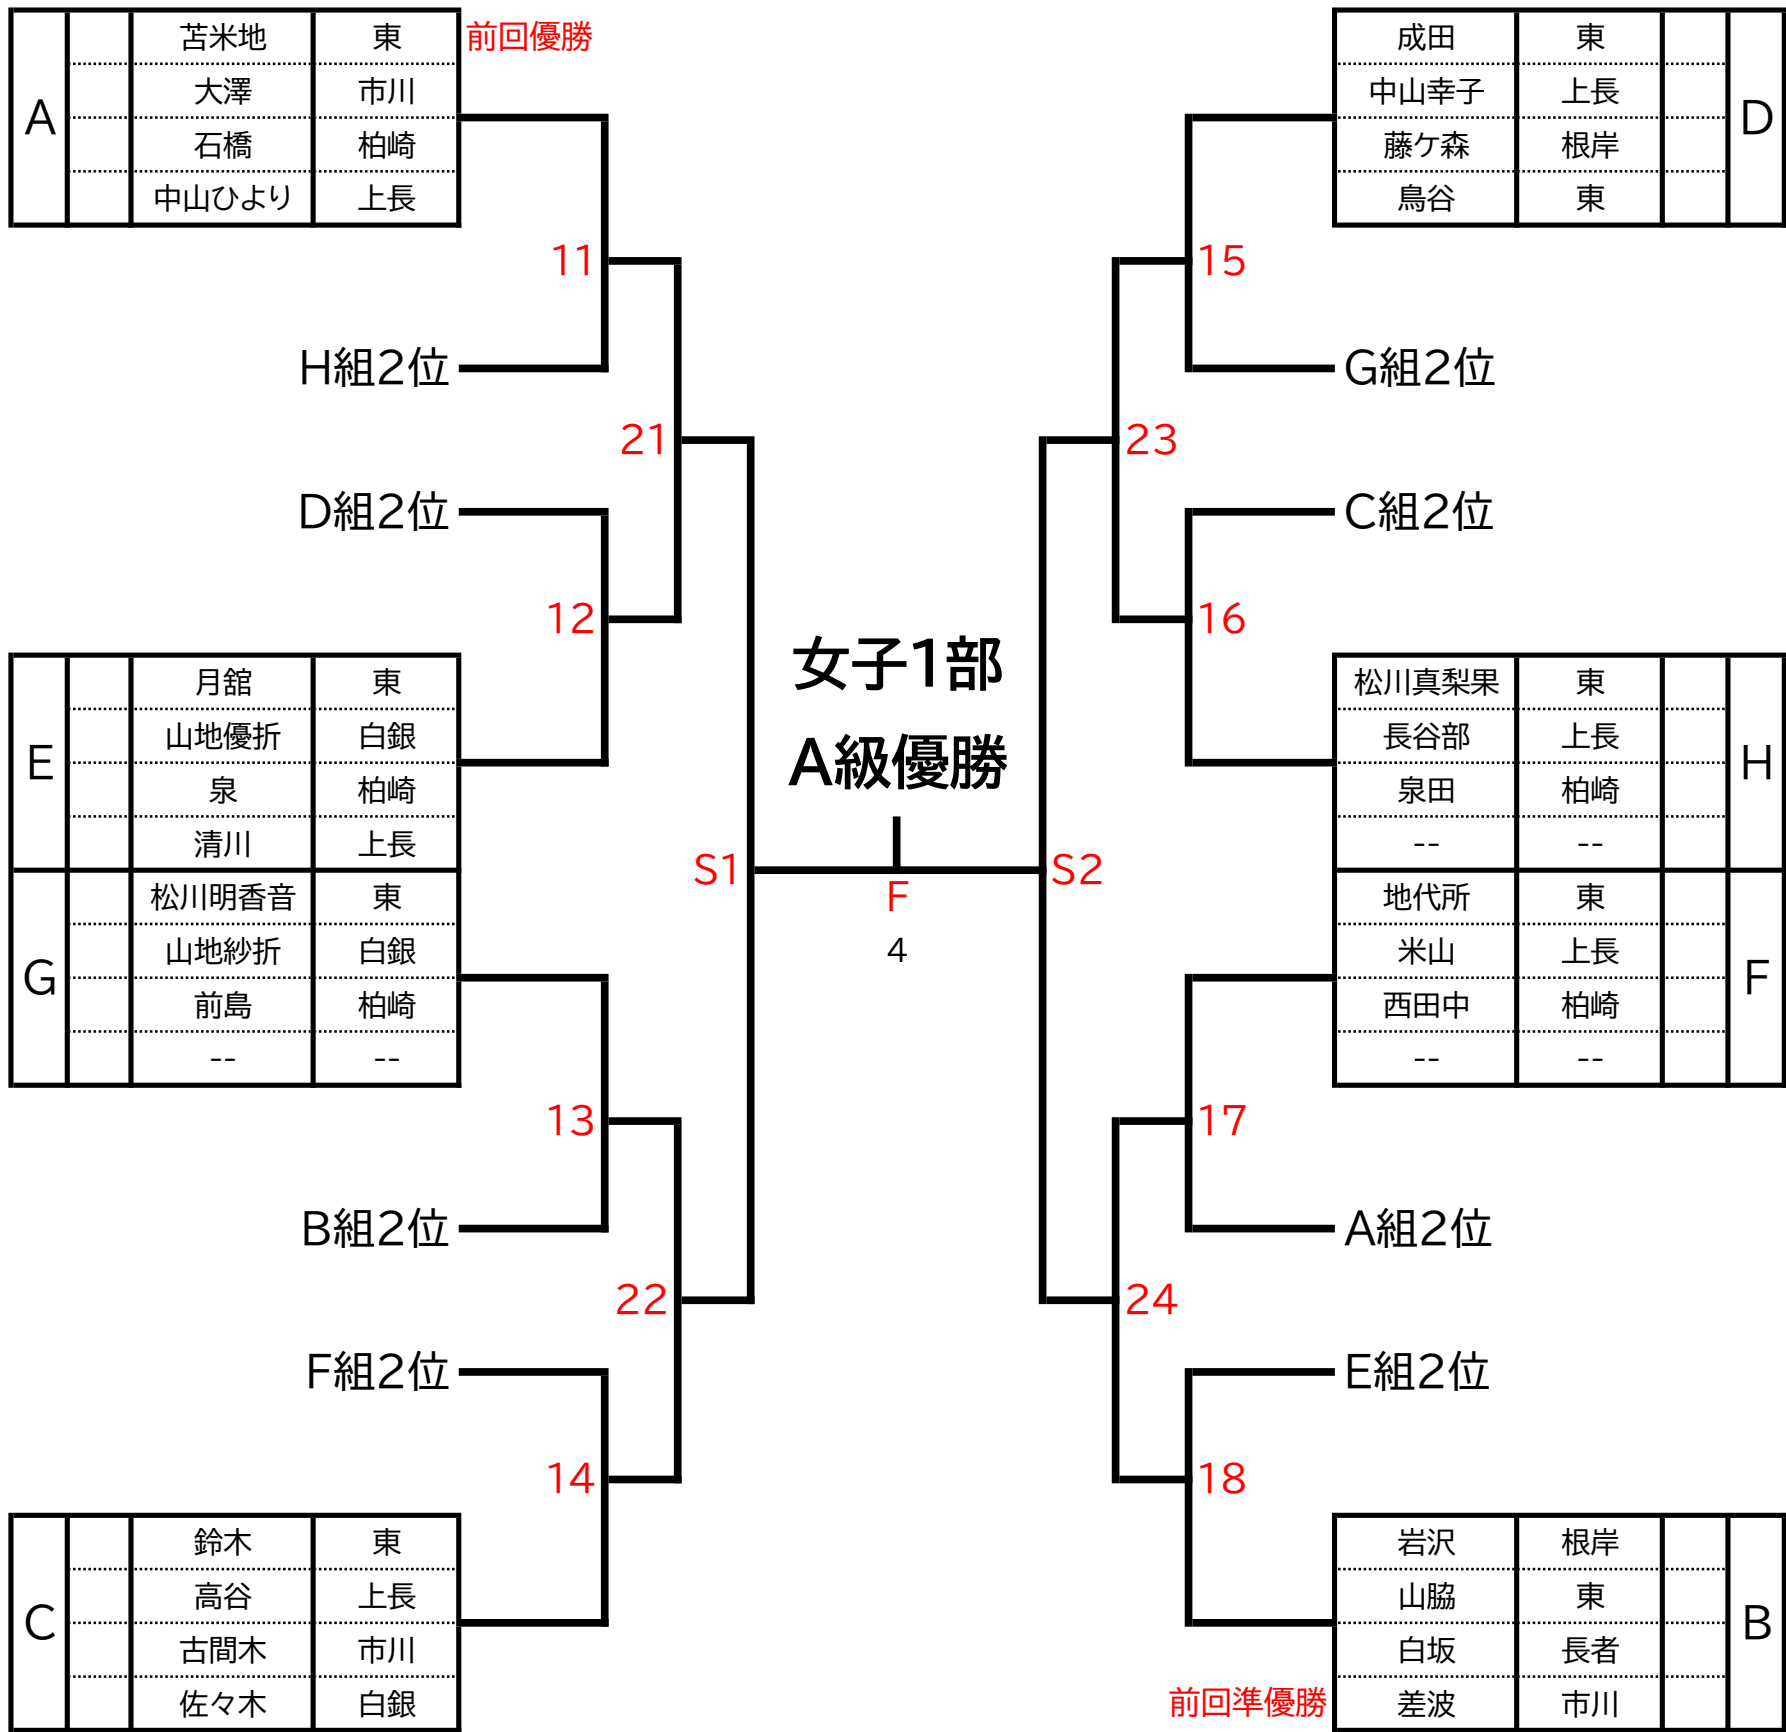 A
苫米地 東 前回優勝
大澤 市川
石橋 柏崎
中山ひより 上長
11
H組2位
21
D組2位
12
E
月舘 東
山地優折 白銀
泉 柏崎
清川 上長
G
松川明香音 東
山地紗折 白銀
前島 柏崎
-- --
13
B組2位
22
F組2位
14
C
鈴木 東
高谷 上長
古間木 市川
佐々木 白銀
女子1部
A級優勝
S1
F
4
S2
D
成田 東
中山幸子 上長
藤ケ森 根岸
鳥谷 東
15
G組2位
23
C組2位
16
H
松川真梨果 東
長谷部 上長
泉田 柏崎
-- --
F
地代所 東
米山 上長
西田中 柏崎
-- --
17
A組2位
24
E組2位
18
B
岩沢 根岸
山脇 東
白坂 長者
前回準優勝 差波 市川